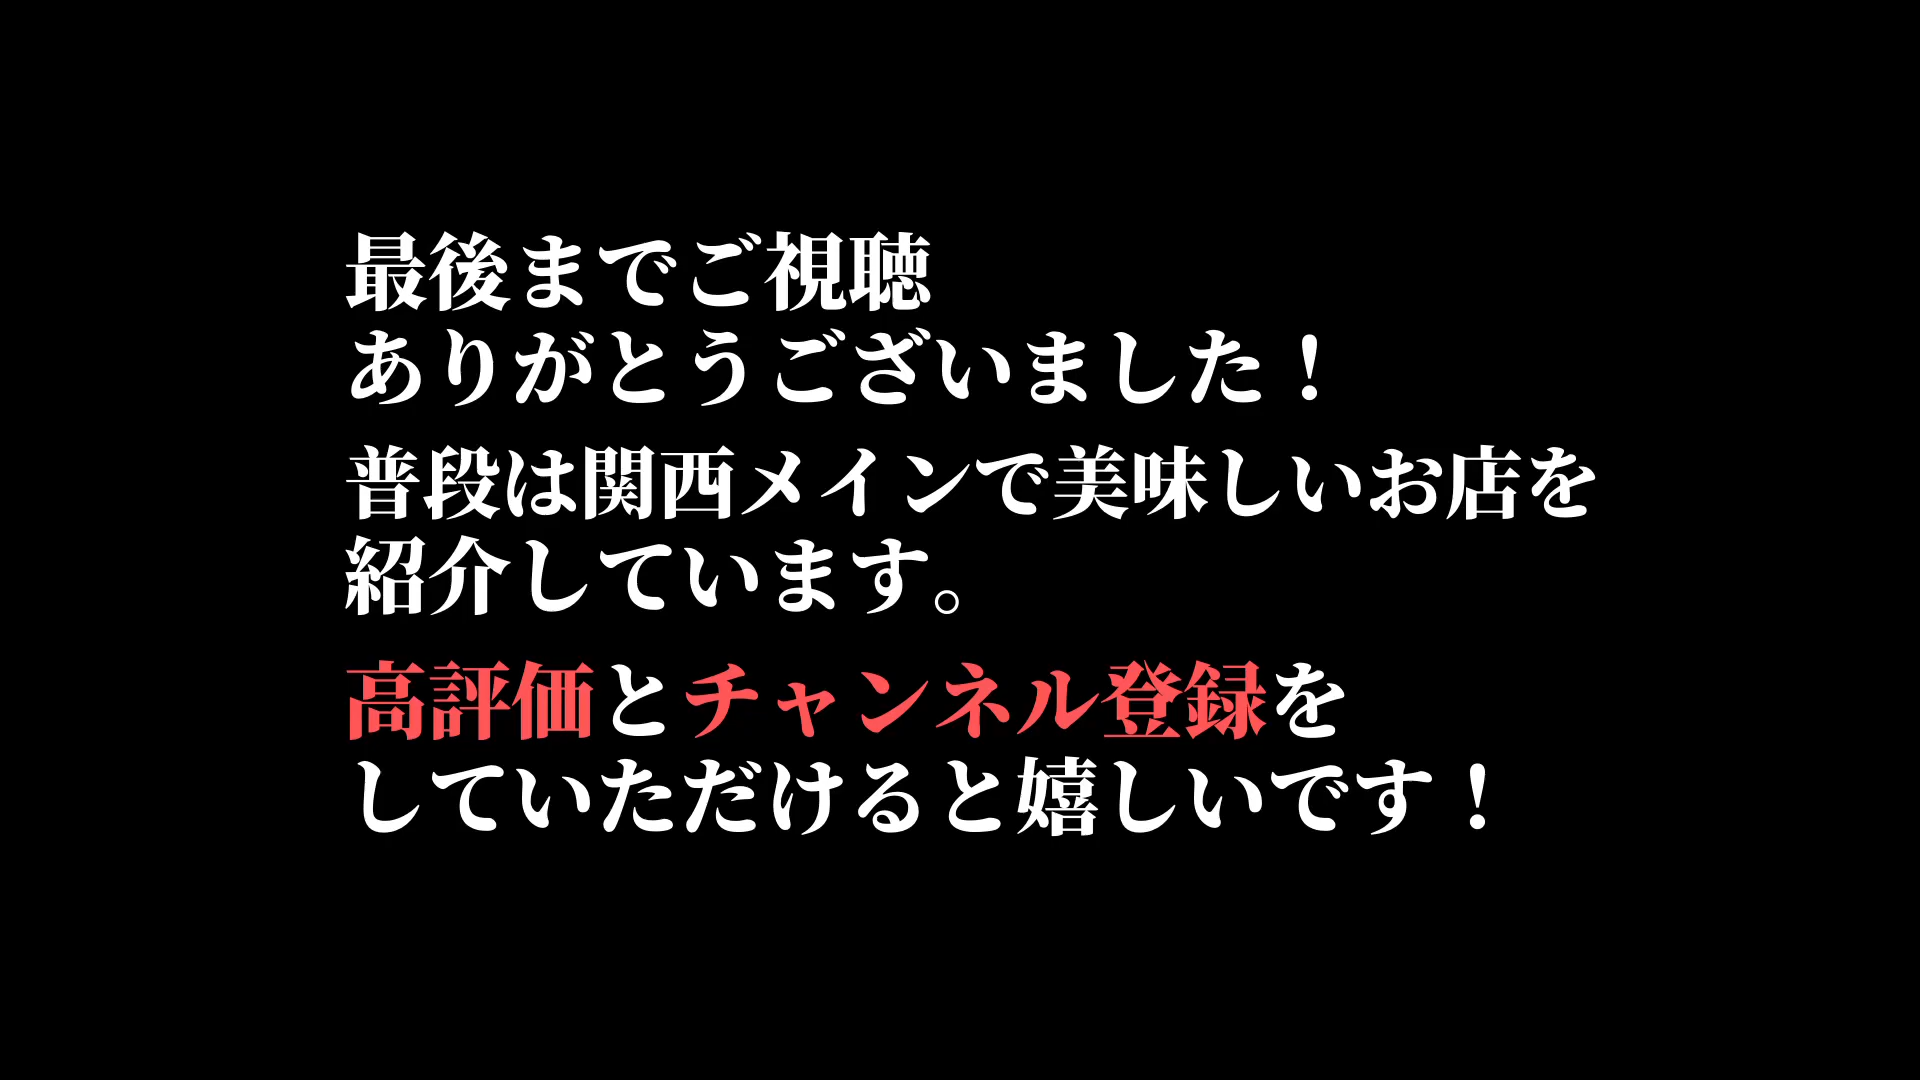 最後までご視聴
ありがとうございました！
普段は関西メインで美味しいお店を
紹介しています。
高評価とチャンネル登録を
していただけると嬉しいです！